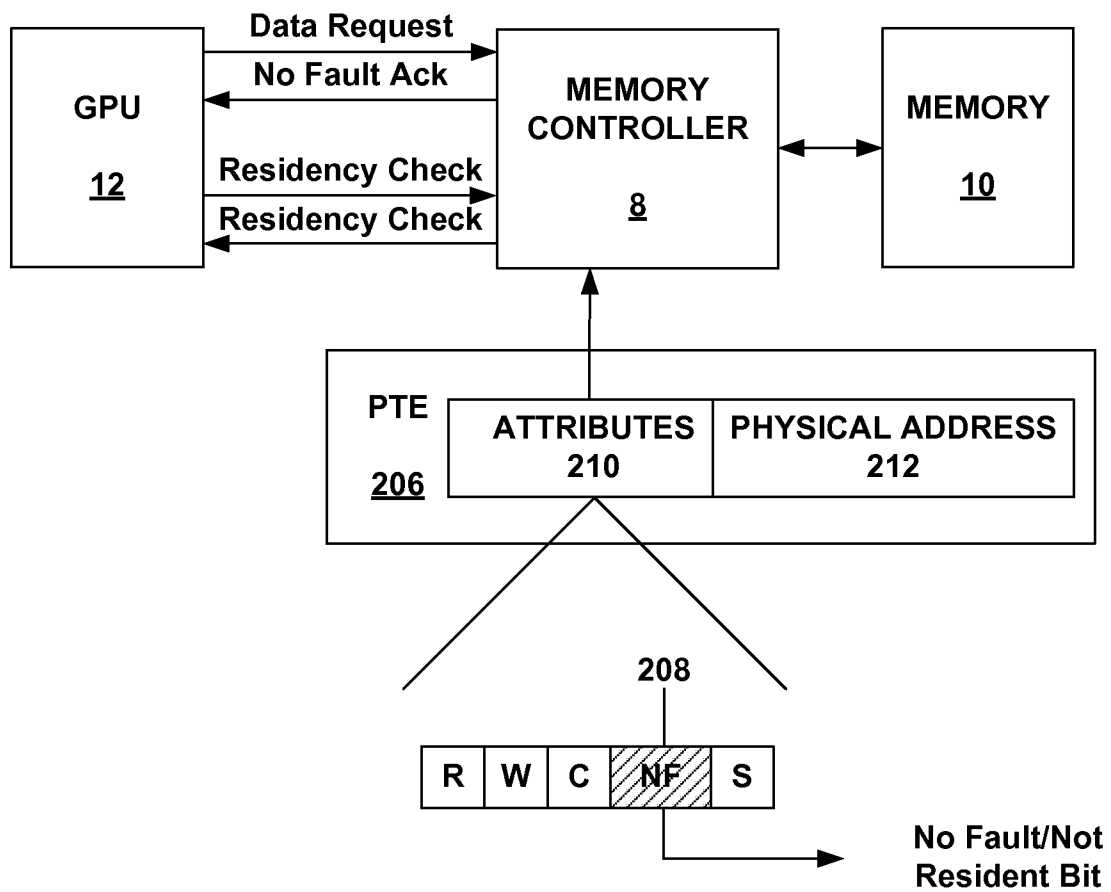 Data Request
No Fault Ack
GPU
12
Residency Check
Residency Check
MEMORY
CONTROLLER
8
MEMORY
10
PTE
206
ATTRIBUTES
210
PHYSICAL ADDRESS
212
208
R W C NF S
No Fault/Not
Resident Bit